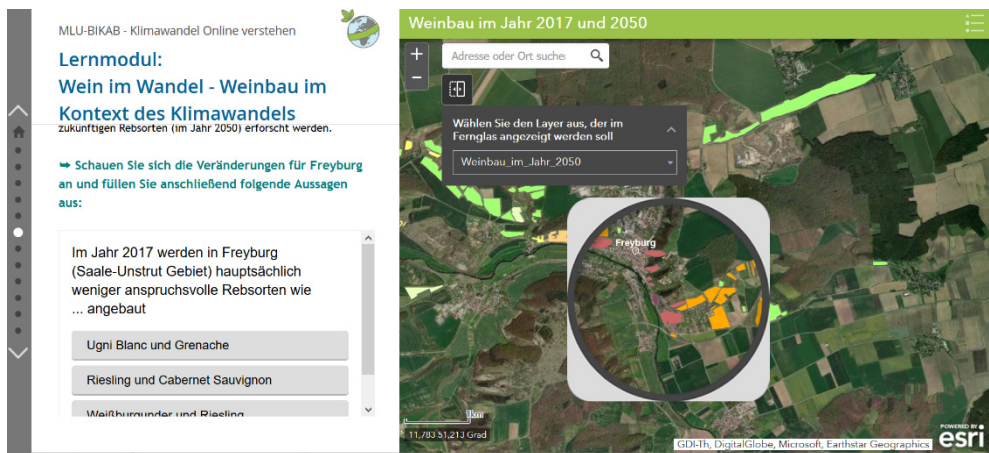 MLU-BIKAB - Klimawandel Online verstehen
Lernmodul:
Wein im Wandel - Weinbau im
Kontext des Klimawandels
zukünftigen Rebsorten (im Jahr 2050) erforscht werden.
➥ Schauen Sie sich die Veränderungen für Freyburg
an und füllen Sie anschließend folgende Aussagen
aus:
Im Jahr 2017 werden in Freyburg
(Saale-Unstrut Gebiet) hauptsächlich
weniger anspruchsvolle Rebsorten wie
... angebaut
Ugni Blanc und Grenache
Riesling und Cabernet Sauvignon
Weißburgunder und Riesling
Weinbau im Jahr 2017 und 2050
+
Adresse oder Ort suchen
−
Wählen Sie den Layer aus, der im
Fernglas angezeigt werden soll
Weinbau_im_Jahr_2050
Freyburg
1km
11,783 51,213 Grad
GDI-Th, DigitalGlobe, Microsoft, Earthstar Geographics
POWERED BY
esri